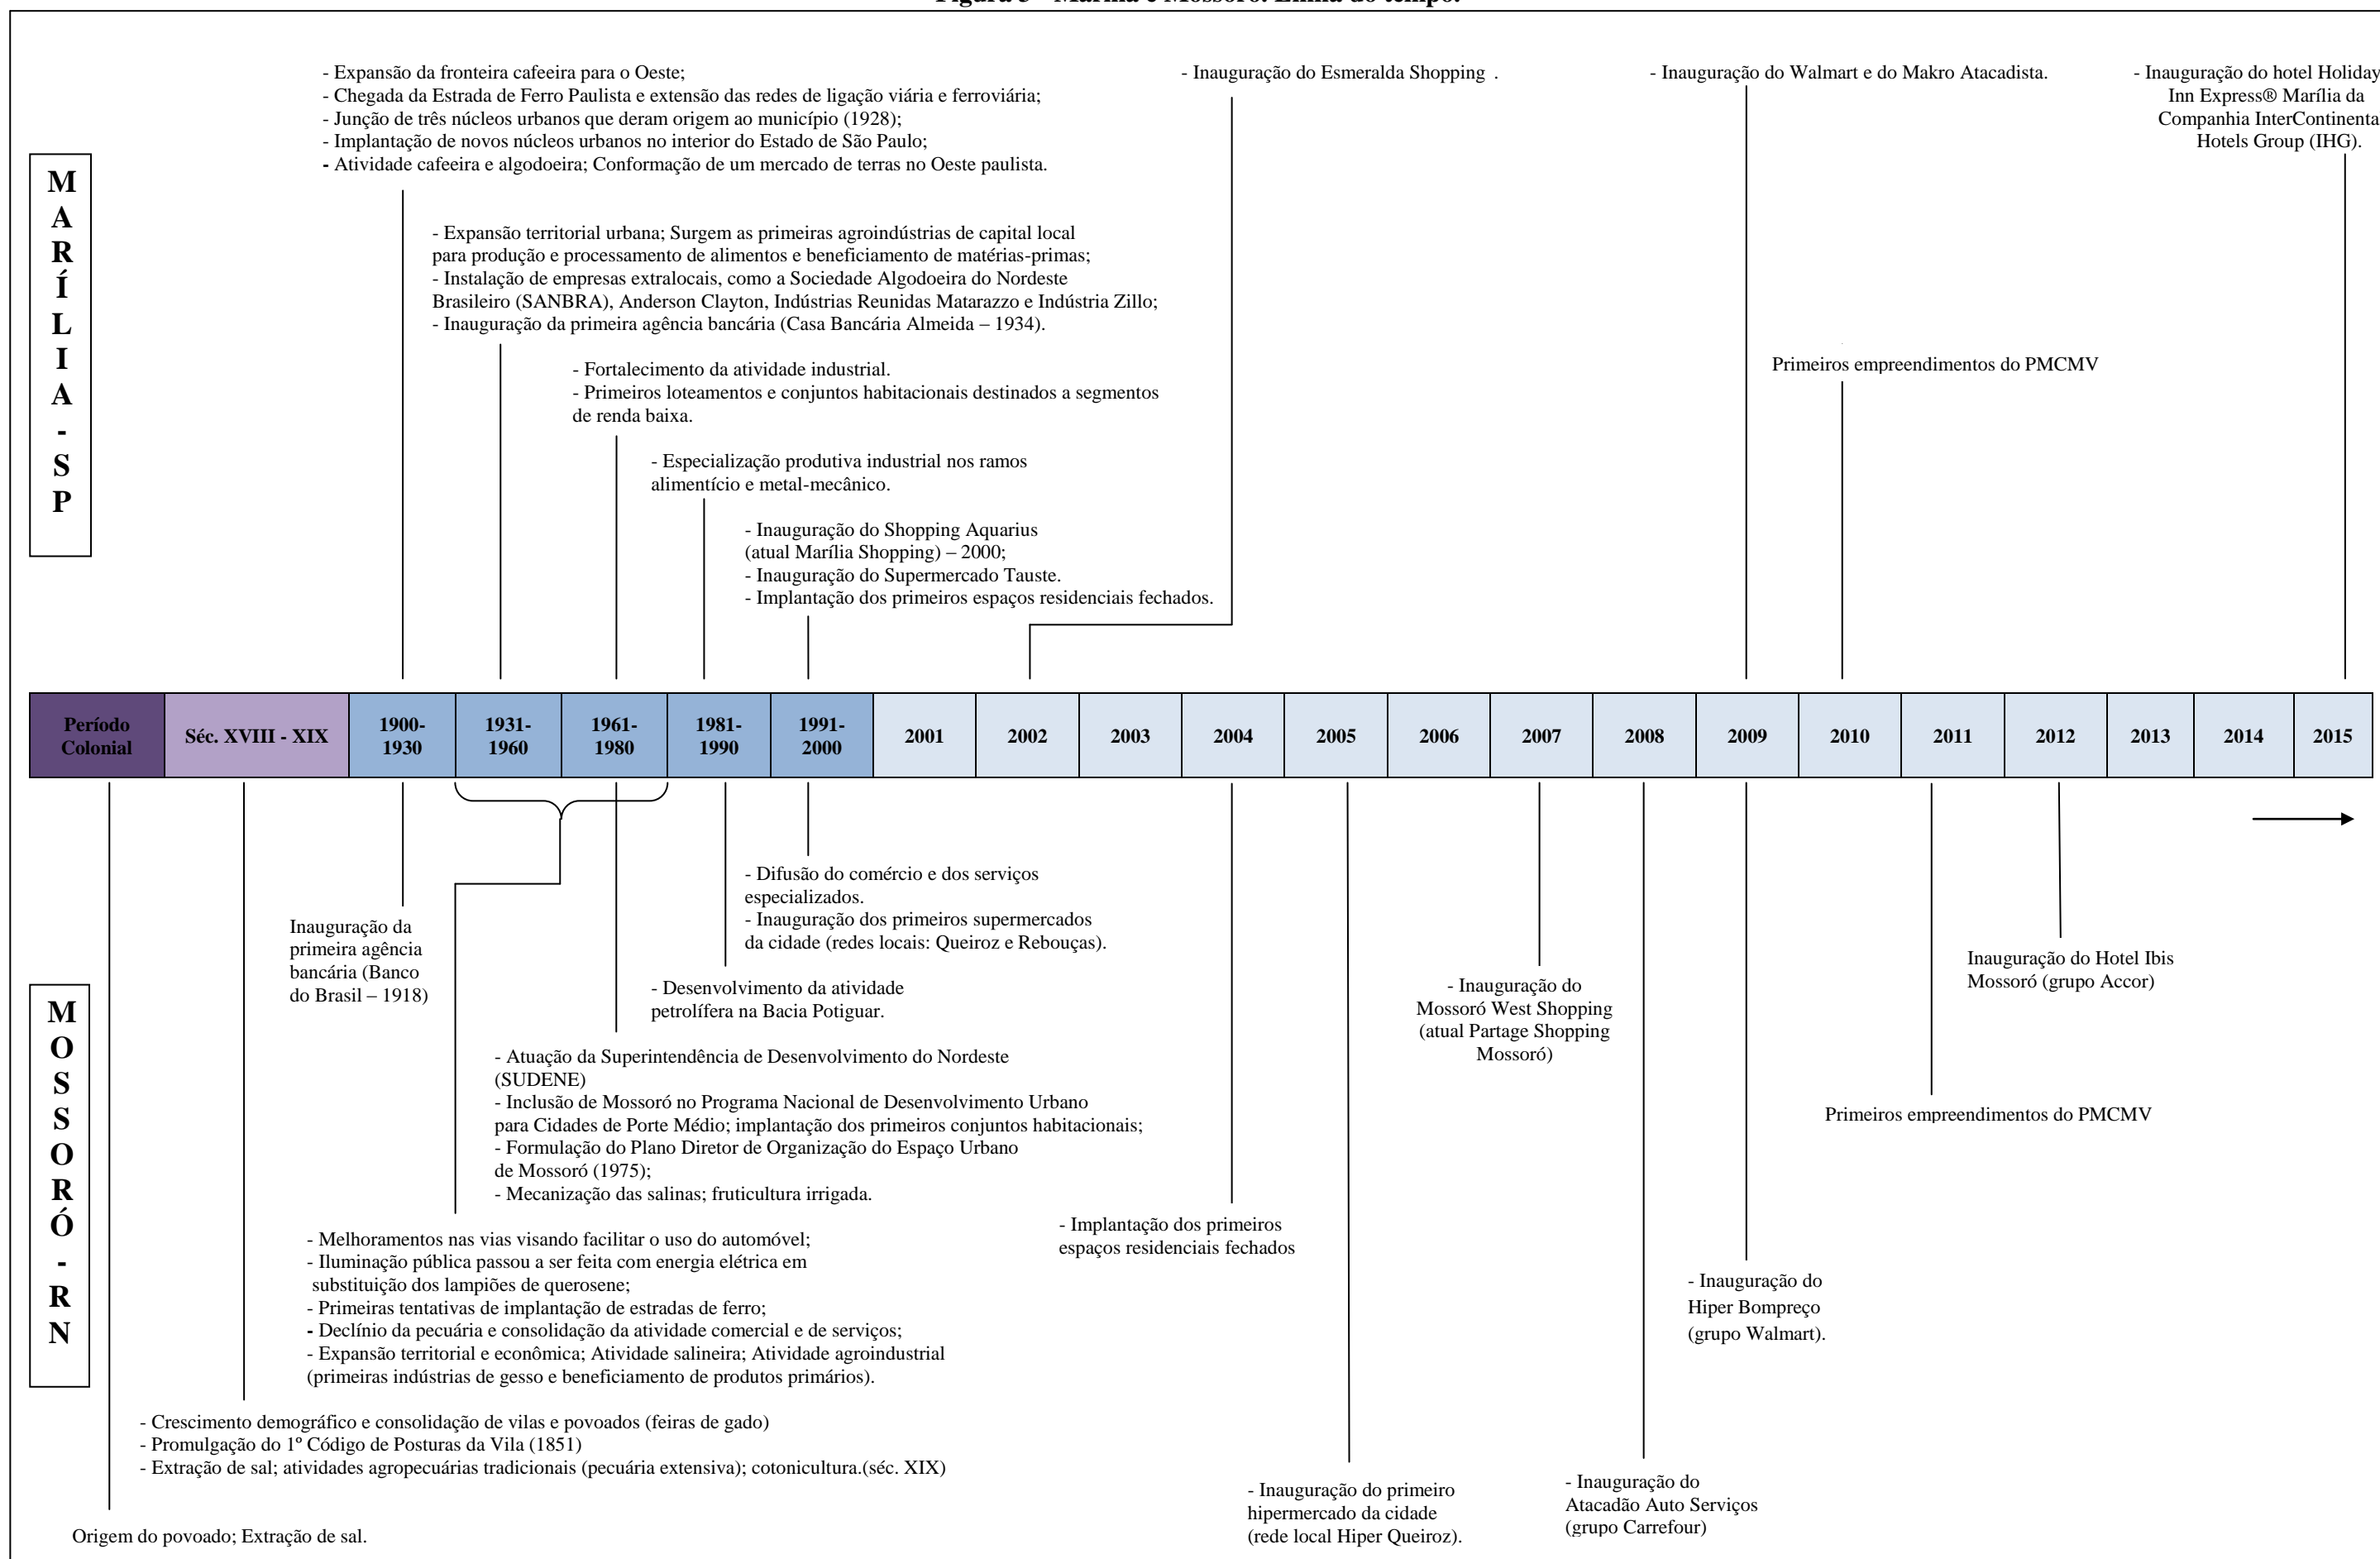 - Expansão da fronteira cafeeira para o Oeste;
- Chegada da Estrada de Ferro Paulista e extensão das redes de ligação viária e ferroviária;
- Junção de três núcleos urbanos que deram origem ao município (1928);
- Implantação de novos núcleos urbanos no interior do Estado de São Paulo;
- Atividade cafeeira e algodoeira; Conformação de um mercado de terras no Oeste paulista.
- Inauguração do Esmeralda Shopping .
- Inauguração do Walmart e do Makro Atacadista.
- Inauguração do hotel Holiday
Inn Express® Marília da
Companhia InterContinenta
Hotels Group (IHG).
MARÍLIA-SP
- Expansão territorial urbana; Surgem as primeiras agroindústrias de capital local
para produção e processamento de alimentos e beneficiamento de matérias-primas;
- Instalação de empresas extralocais, como a Sociedade Algodoeira do Nordeste
Brasileiro (SANBRA), Anderson Clayton, Indústrias Reunidas Matarazzo e Indústria Zillo;
- Inauguração da primeira agência bancária (Casa Bancária Almeida – 1934).
- Fortalecimento da atividade industrial.
- Primeiros loteamentos e conjuntos habitacionais destinados a segmentos
de renda baixa.
Primeiros empreendimentos do PMCMV
- Especialização produtiva industrial nos ramos
alimentício e metal-mecânico.
- Inauguração do Shopping Aquarius
(atual Marília Shopping) – 2000;
- Inauguração do Supermercado Tauste.
- Implantação dos primeiros espaços residenciais fechados.
Período
Colonial
Séc. XVIII - XIX
1900-
1930
1931-
1960
1961-
1980
1981-
1990
1991-
2000
2001
2002
2003
2004
2005
2006
2007
2008
2009
2010
2011
2012
2013
2014
2015
MOSSORÓ-RN
Inauguração da
primeira agência
bancária (Banco
do Brasil – 1918)
- Difusão do comércio e dos serviços
especializados.
- Inauguração dos primeiros supermercados
da cidade (redes locais: Queiroz e Rebouças).
- Desenvolvimento da atividade
petrolífera na Bacia Potiguar.
- Inauguração do
Mossoró West Shopping
(atual Partage Shopping
Mossoró)
Inauguração do Hotel Ibis
Mossoró (grupo Accor)
- Atuação da Superintendência de Desenvolvimento do Nordeste
(SUDENE)
- Inclusão de Mossoró no Programa Nacional de Desenvolvimento Urbano
para Cidades de Porte Médio; implantação dos primeiros conjuntos habitacionais;
- Formulação do Plano Diretor de Organização do Espaço Urbano
de Mossoró (1975);
- Mecanização das salinas; fruticultura irrigada.
Primeiros empreendimentos do PMCMV
- Melhoramentos nas vias visando facilitar o uso do automóvel;
- Iluminação pública passou a ser feita com energia elétrica em
substituição dos lampiões de querosene;
- Primeiras tentativas de implantação de estradas de ferro;
- Declínio da pecuária e consolidação da atividade comercial e de serviços;
- Expansão territorial e econômica; Atividade salineira; Atividade agroindustrial
(primeiras indústrias de gesso e beneficiamento de produtos primários).
- Implantação dos primeiros
espaços residenciais fechados
- Inauguração do
Hiper Bompreço
(grupo Walmart).
- Crescimento demográfico e consolidação de vilas e povoados (feiras de gado)
- Promulgação do 1º Código de Posturas da Vila (1851)
- Extração de sal; atividades agropecuárias tradicionais (pecuária extensiva); cotonicultura.(séc. XIX)
- Inauguração do primeiro
hipermercado da cidade
(rede local Hiper Queiroz).
- Inauguração do
Atacadão Auto Serviços
(grupo Carrefour)
Origem do povoado; Extração de sal.